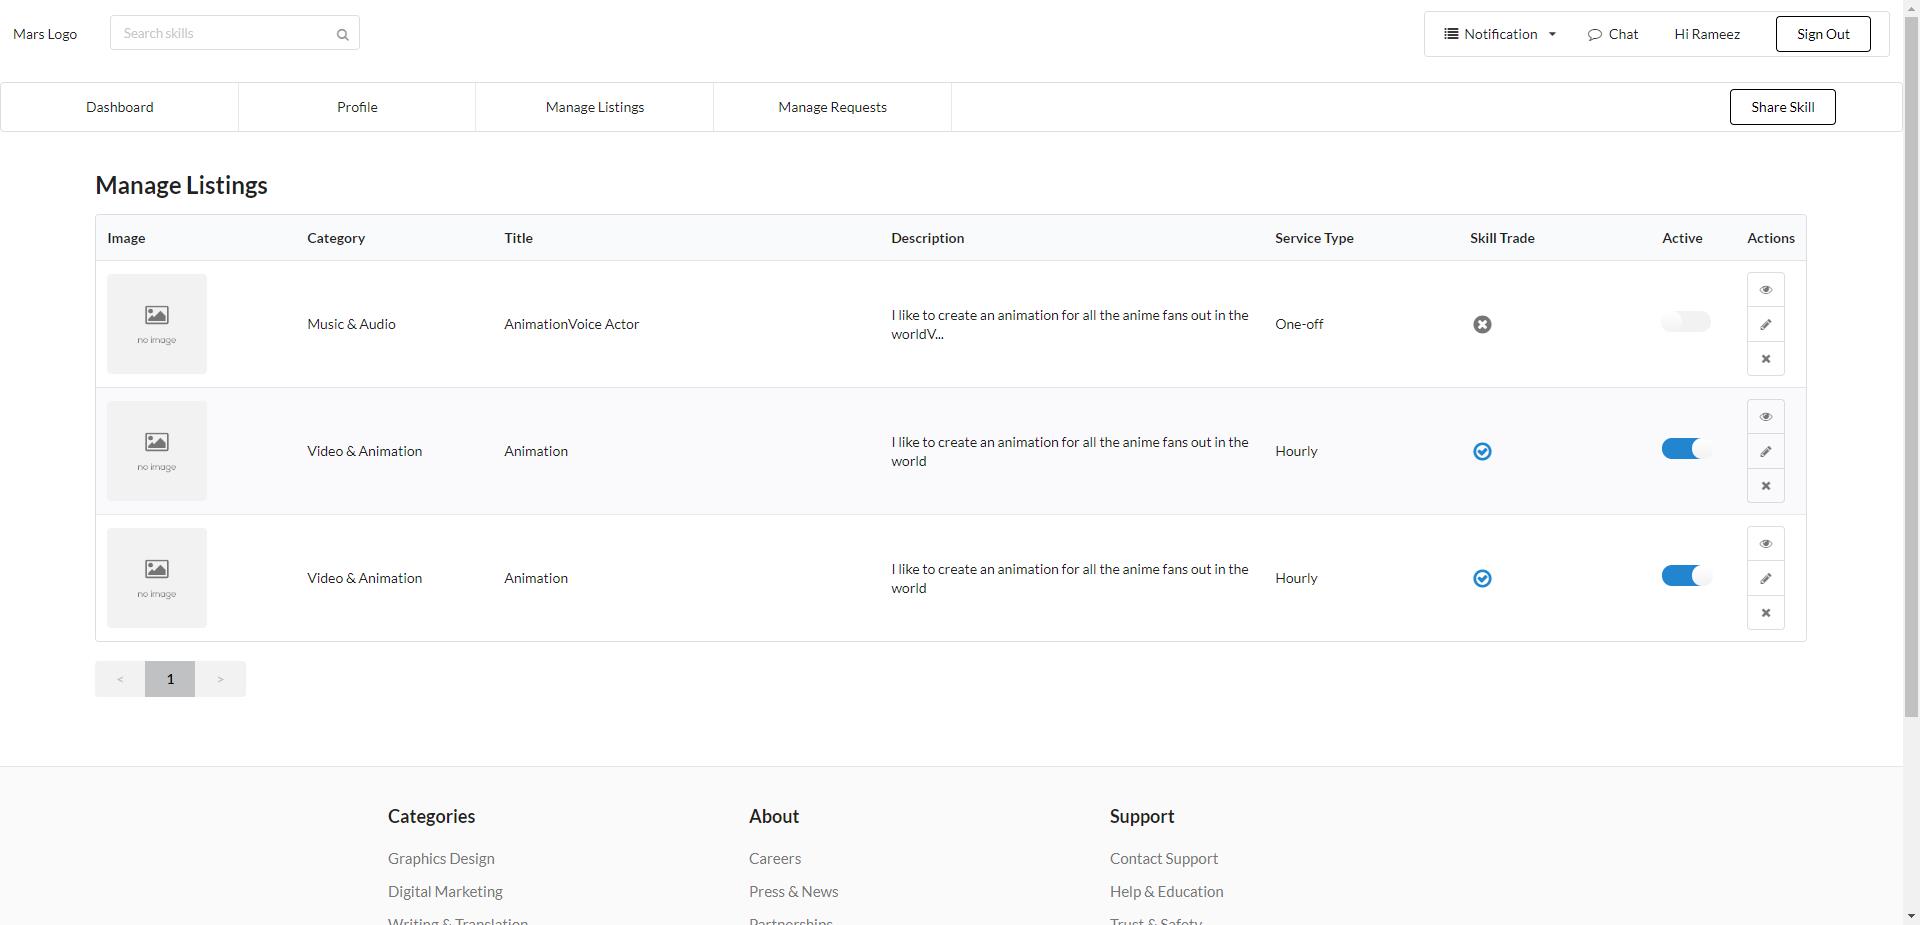 Mars Logo
Search skills
Notification
Chat
Hi Rameez
Sign Out
Dashboard
Profile
Manage Listings
Manage Requests
Share Skill
Manage Listings
Image Category Title Description Service Type Skill Trade Active Actions
no image
Music & Audio
AnimationVoice Actor
I like to create an animation for all the anime fans out in the
worldV...
One-off
no image
Video & Animation
Animation
I like to create an animation for all the anime fans out in the
world
Hourly
no image
Video & Animation
Animation
I like to create an animation for all the anime fans out in the
world
Hourly
< 1 >
Categories
Graphics Design
Digital Marketing
Writing & Translation
About
Careers
Press & News
Partnerships
Support
Contact Support
Help & Education
Trust & Safety